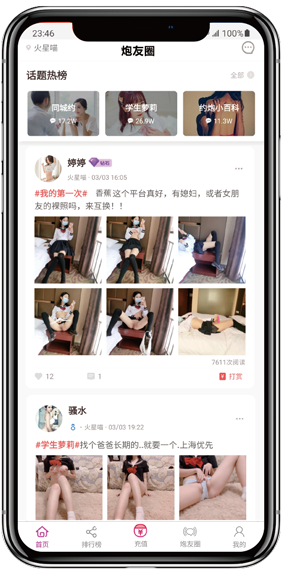 23:46
100%
火星喵
炮友圈
话题热榜
全部
同城约
17.2W
学生萝莉
26.9W
约炮小百科
11.3W
婷婷
钻石
火星喵 · 03/03 16:05
#我的第一次# 香蕉这个平台真好，有媳妇，或者女朋
友的裸照吗，来互换！！
7611次阅读
12
1
打赏
骚水
· 火星喵 · 03/03 19:22
#学生萝莉#找个爸爸长期的..就要一个.上海优先
首页
排行榜
充值
炮友圈
我的